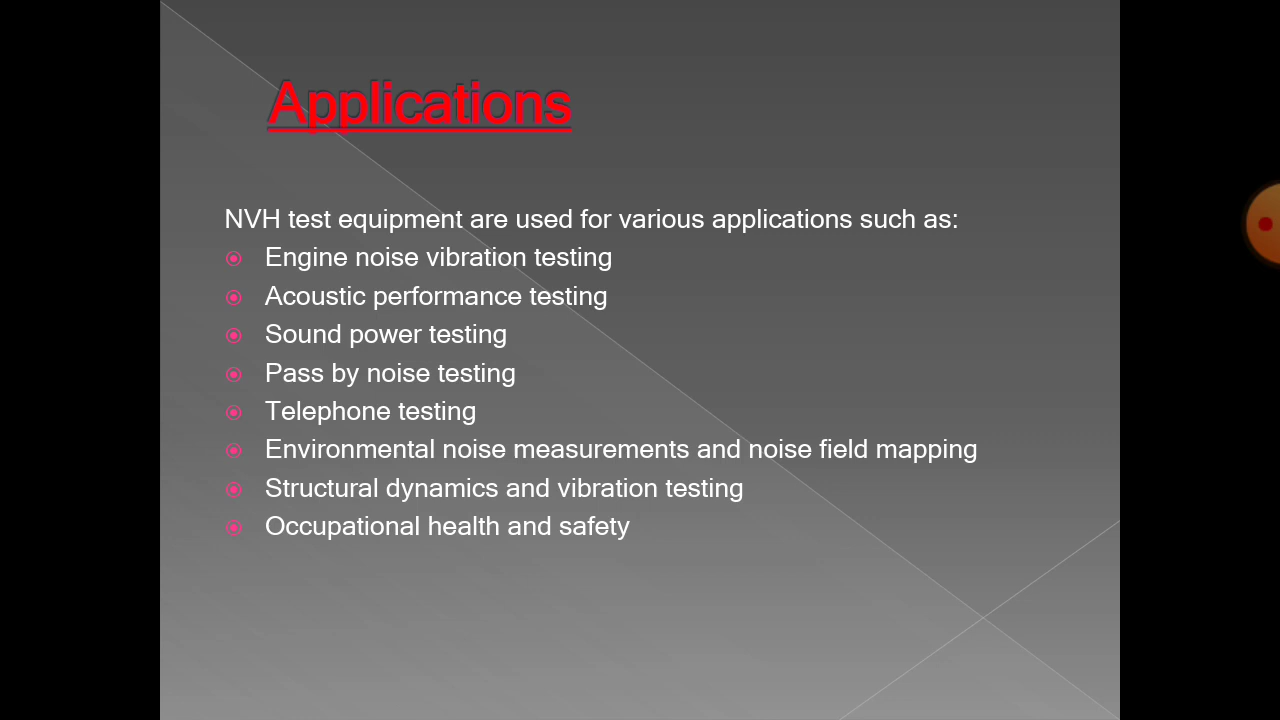 Applications
NVH test equipment are used for various applications such as:
Engine noise vibration testing
Acoustic performance testing
Sound power testing
Pass by noise testing
Telephone testing
Environmental noise measurements and noise field mapping
Structural dynamics and vibration testing
Occupational health and safety